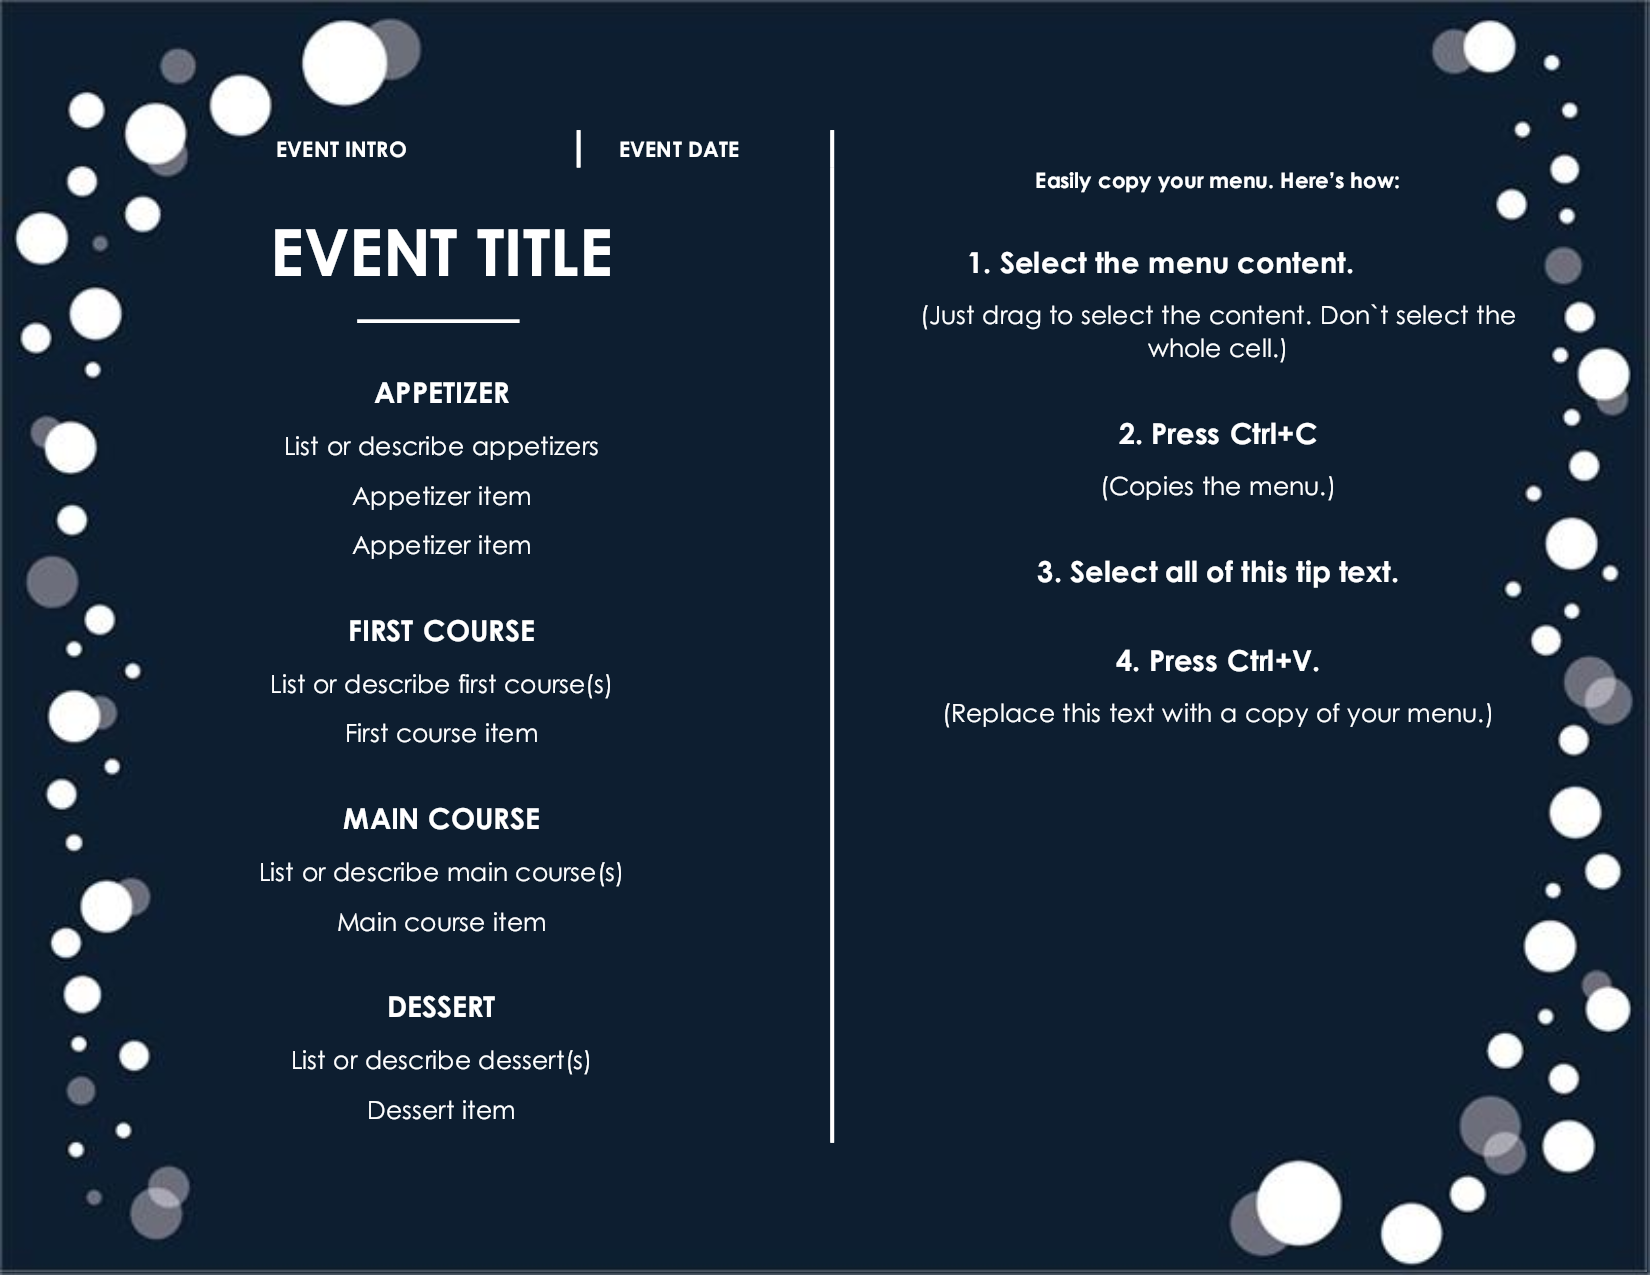 EVENT INTRO
EVENT DATE
EVENT TITLE
APPETIZER
List or describe appetizers
Appetizer item
Appetizer item
FIRST COURSE
List or describe first course(s)
First course item
MAIN COURSE
List or describe main course(s)
Main course item
DESSERT
List or describe dessert(s)
Dessert item
Easily copy your menu. Here’s how:
1. Select the menu content.
(Just drag to select the content. Don`t select the
whole cell.)
2. Press Ctrl+C
(Copies the menu.)
3. Select all of this tip text.
4. Press Ctrl+V.
(Replace this text with a copy of your menu.)